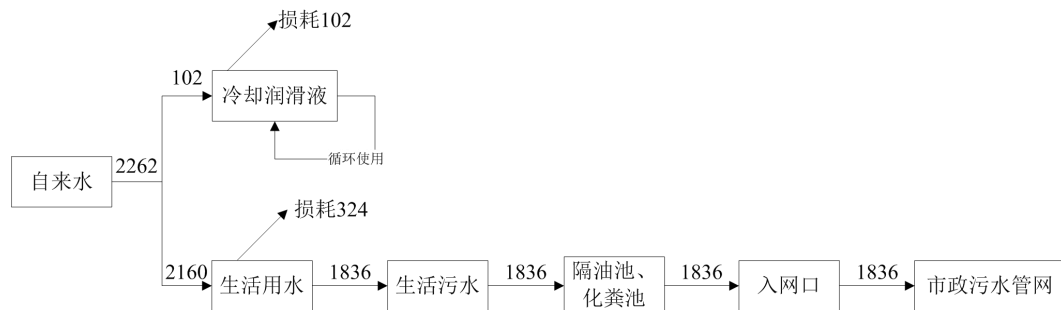 损耗102
102
冷却润滑液
循环使用
自来水
2262
损耗324
2160
生活用水
1836
生活污水
1836
隔油池、
化粪池
1836
入网口
1836
市政污水管网